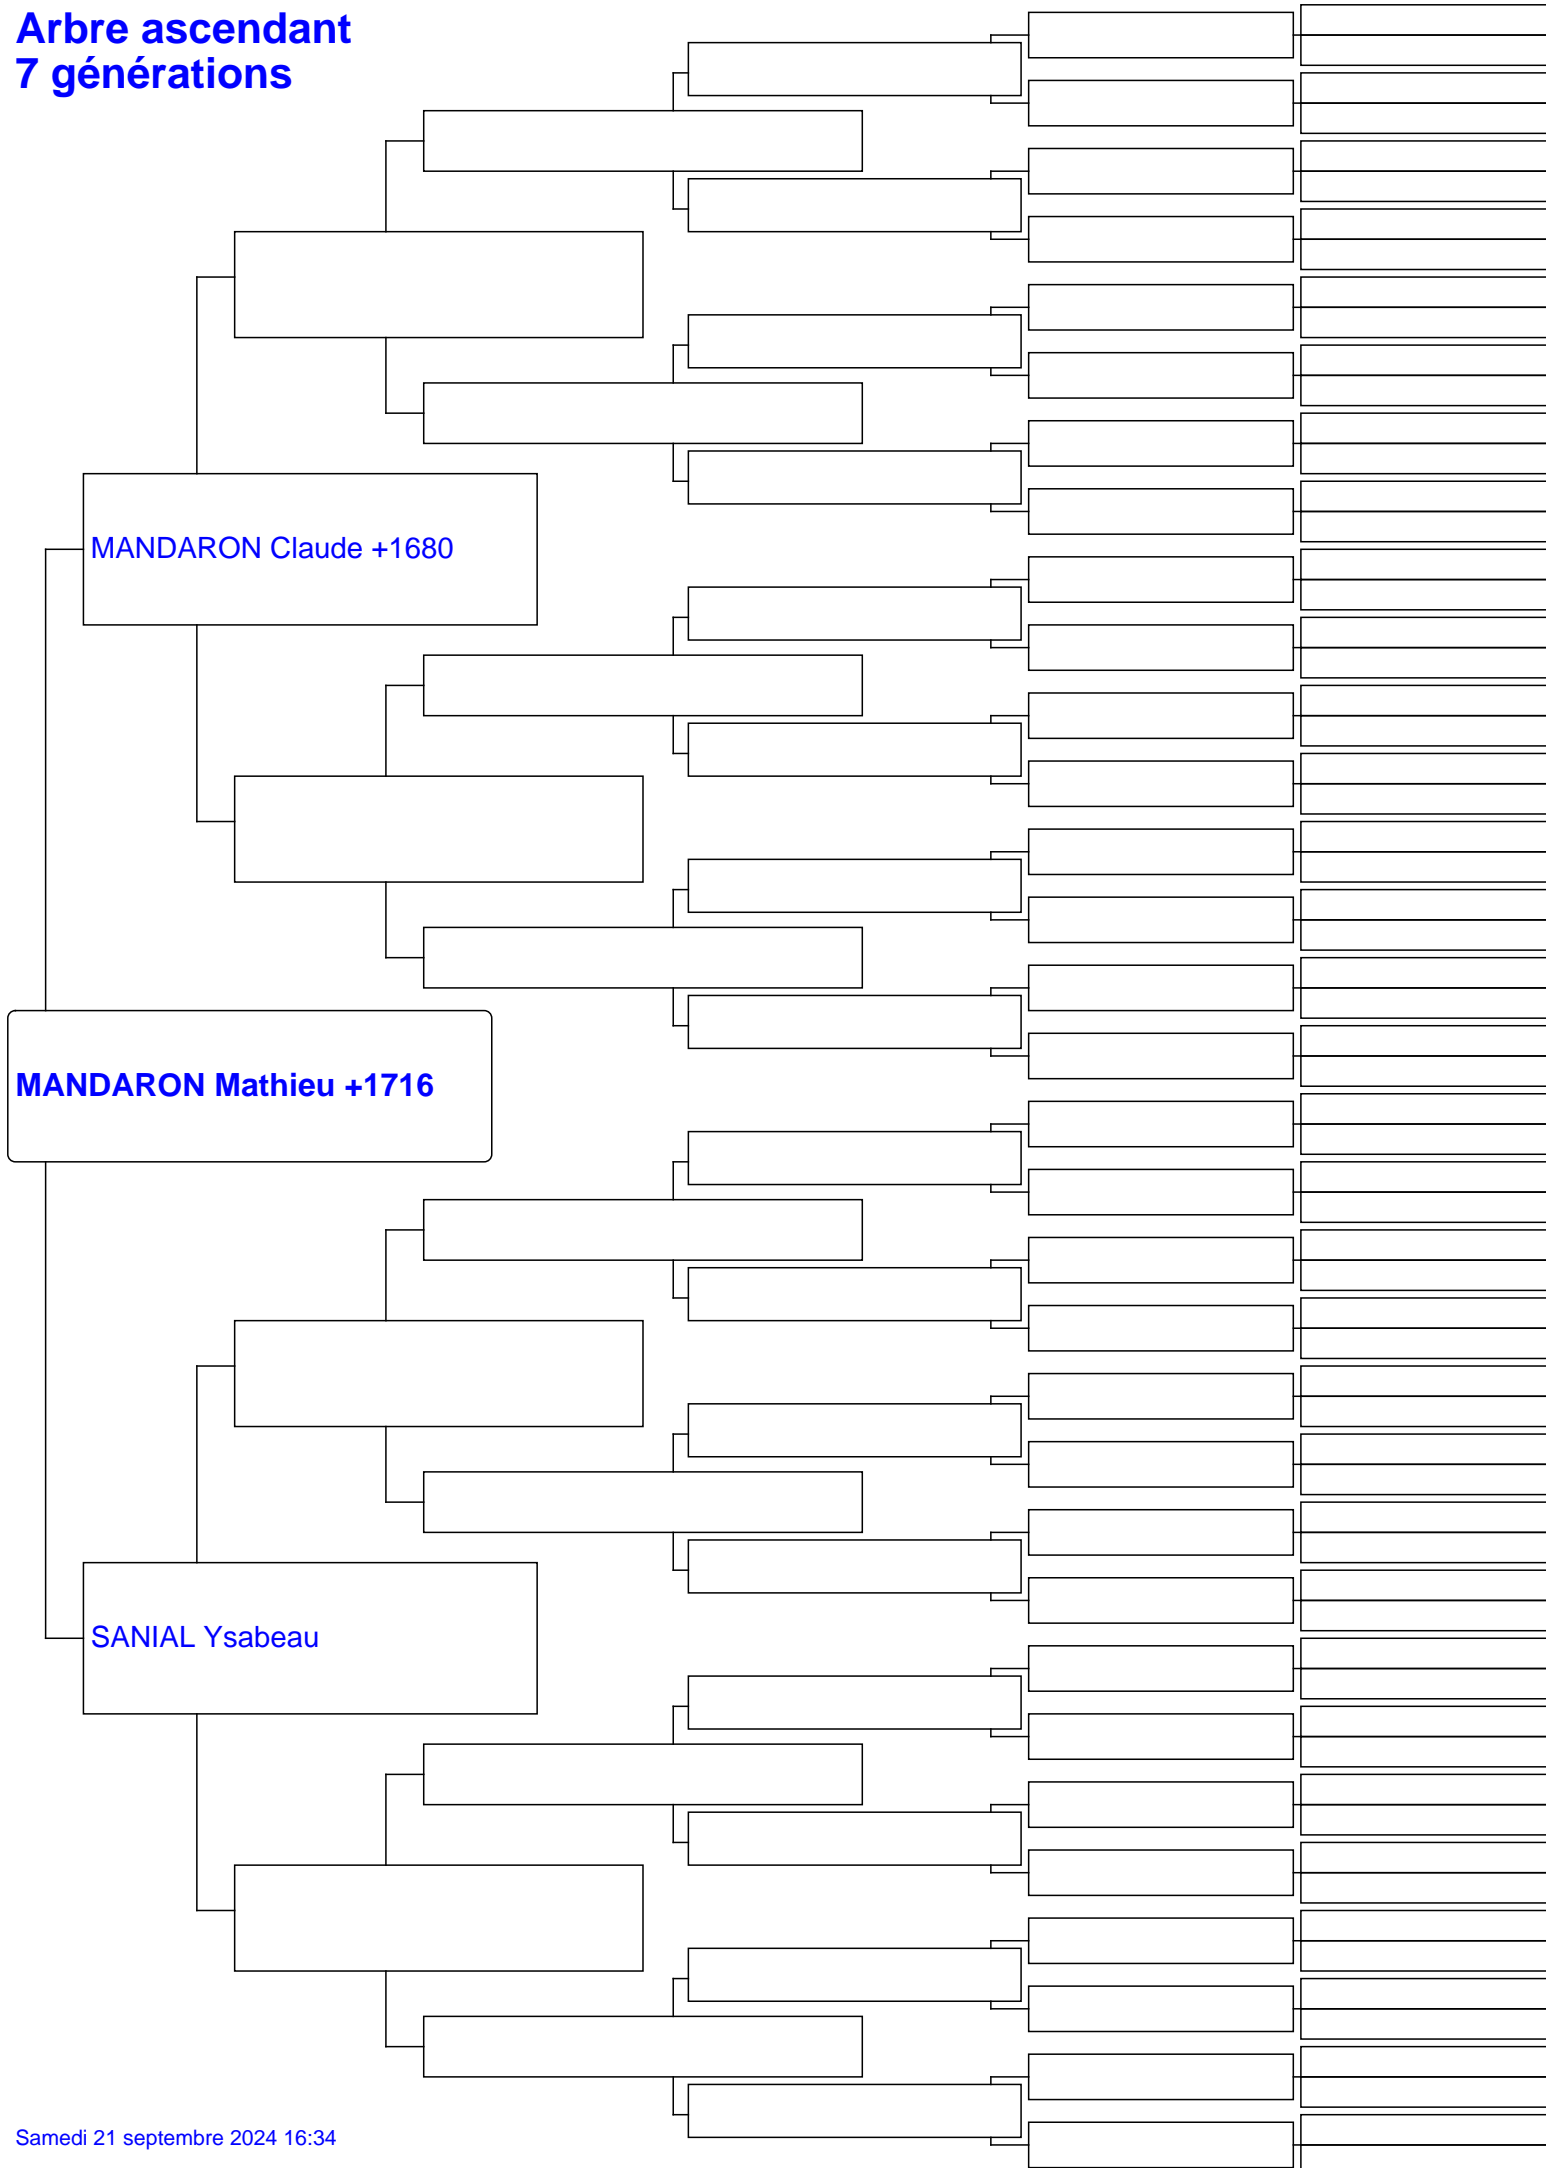 Arbre ascendant
7 générations
MANDARON Claude +1680
MANDARON Mathieu +1716
SANIAL Ysabeau
Samedi 21 septembre 2024 16:34